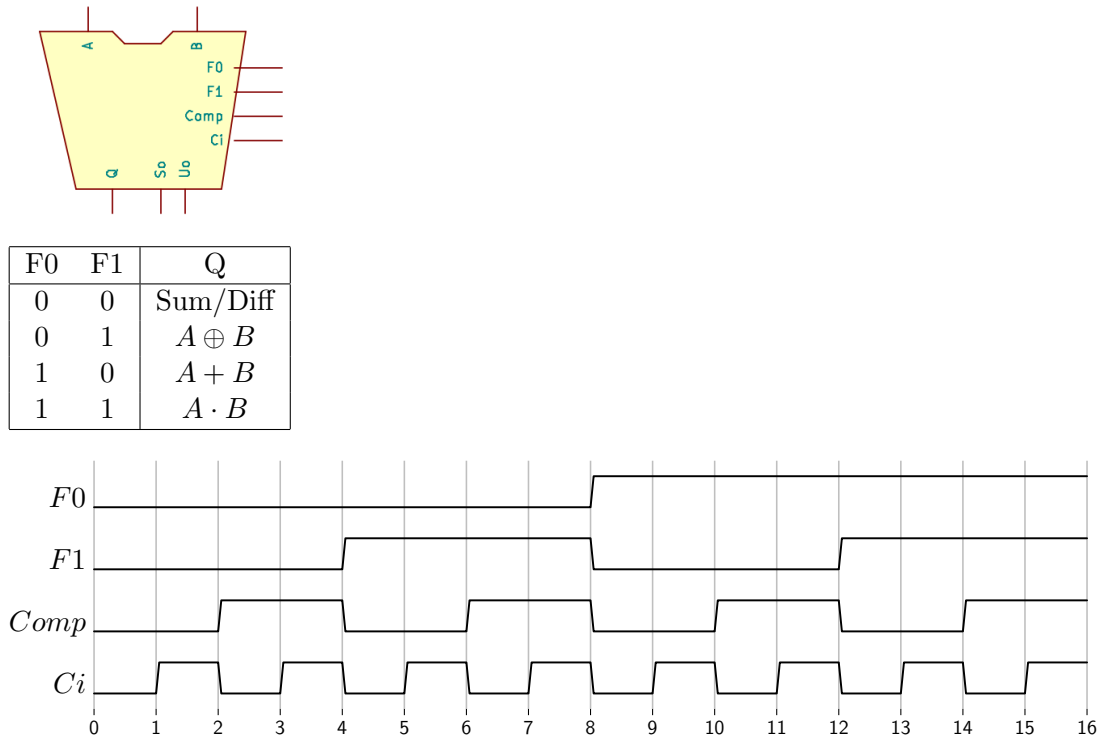 A B
F0
F1
Comp
Ci
Q So Uo
F0 F1 Q
0 0 Sum/Diff
0 1 A ⊕ B
1 0 A + B
1 1 A · B
F0
F1
Comp
Ci
0 1 2 3 4 5 6 7 8 9 10 11 12 13 14 15 16